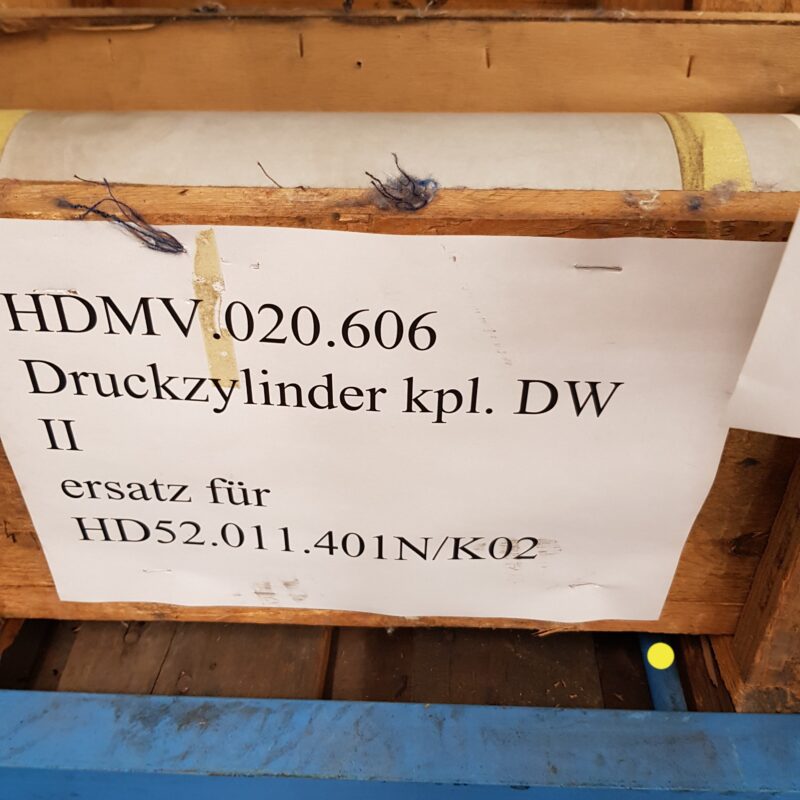 HDMV.020.606
Druckzylinder kpl. DW
II
ersatz für
HD52.011.401N/K02